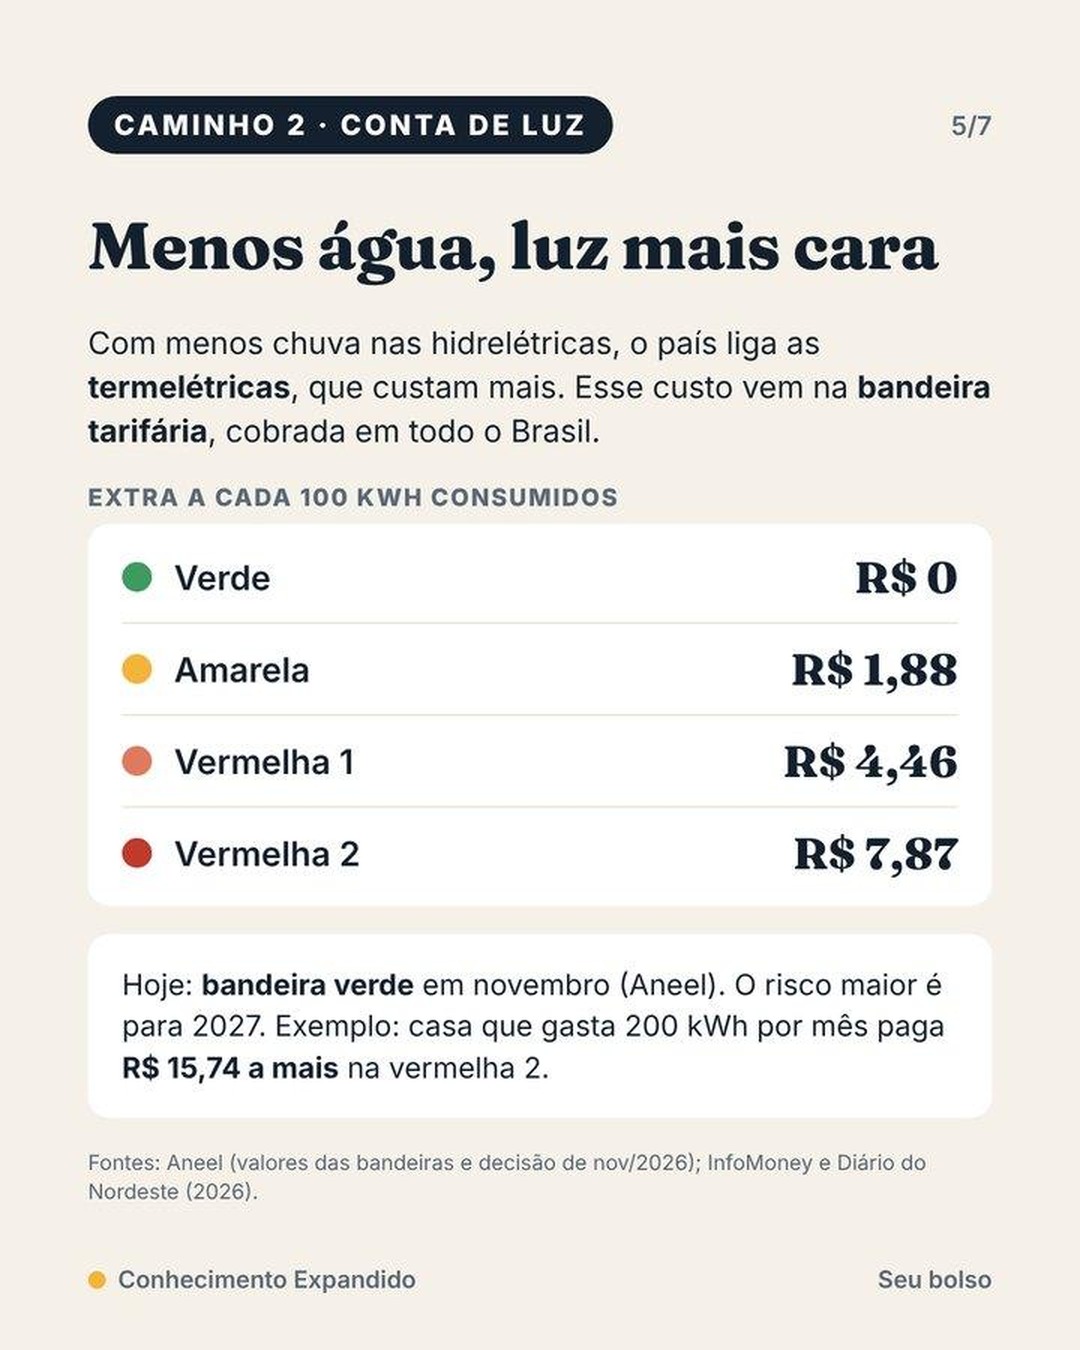 CAMINHO 2 · CONTA DE LUZ
5/7
Menos água, luz mais cara
Com menos chuva nas hidrelétricas, o país liga as
termelétricas, que custam mais. Esse custo vem na bandeira
tarifária, cobrada em todo o Brasil.
EXTRA A CADA 100 KWH CONSUMIDOS
Verde R$ 0
Amarela R$ 1,88
Vermelha 1 R$ 4,46
Vermelha 2 R$ 7,87
Hoje: bandeira verde em novembro (Aneel). O risco maior é
para 2027. Exemplo: casa que gasta 200 kWh por mês paga
R$ 15,74 a mais na vermelha 2.
Fontes: Aneel (valores das bandeiras e decisão de nov/2026); InfoMoney e Diário do
Nordeste (2026).
Conhecimento Expandido
Seu bolso